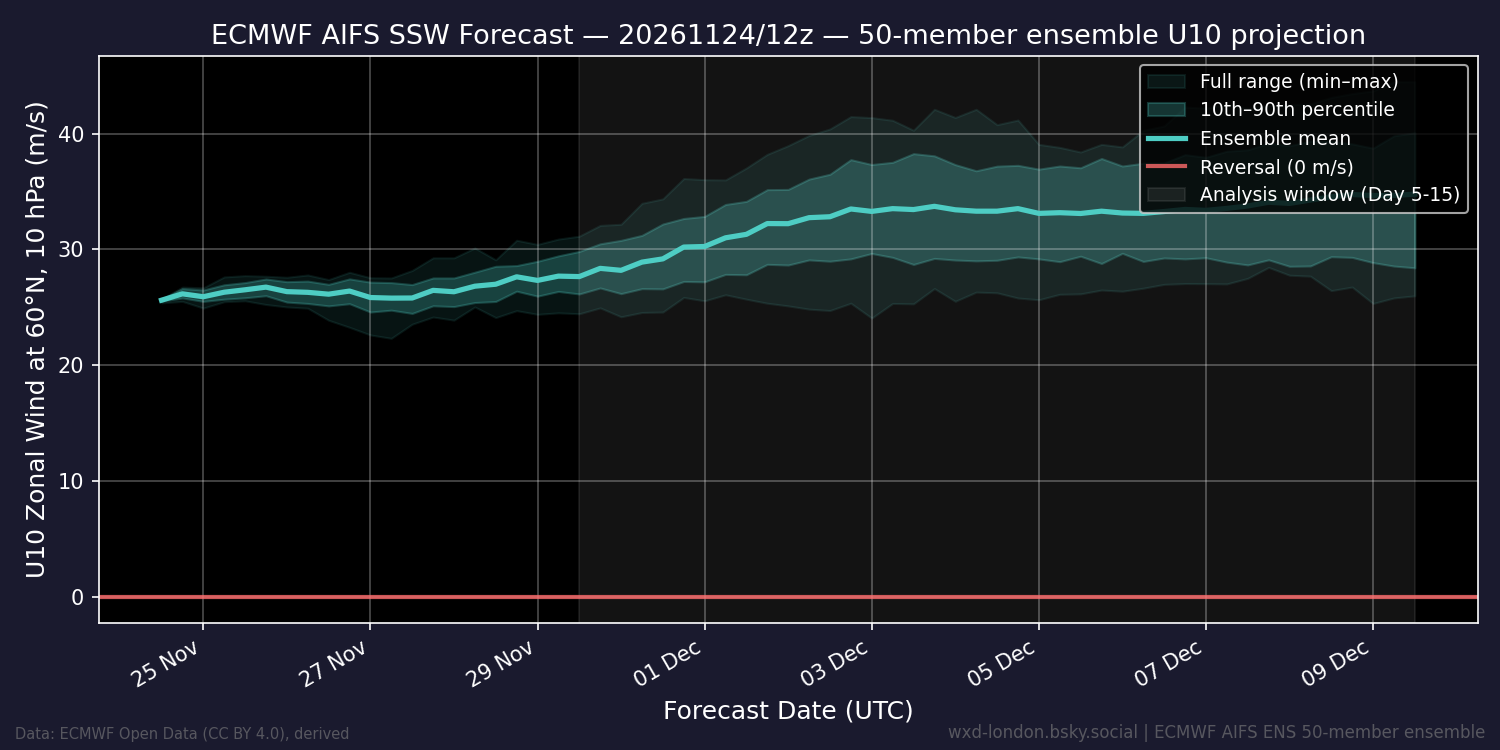 ECMWF AIFS SSW Forecast — 20261124/12z — 50-member ensemble U10 projection
U10 Zonal Wind at 60°N, 10 hPa (m/s)
40
30
20
10
0
Full range (min–max)
10th–90th percentile
Ensemble mean
Reversal (0 m/s)
Analysis window (Day 5-15)
25 Nov
27 Nov
29 Nov
01 Dec
03 Dec
05 Dec
07 Dec
09 Dec
Forecast Date (UTC)
Data: ECMWF Open Data (CC BY 4.0), derived
wxd-london.bsky.social | ECMWF AIFS ENS 50-member ensemble